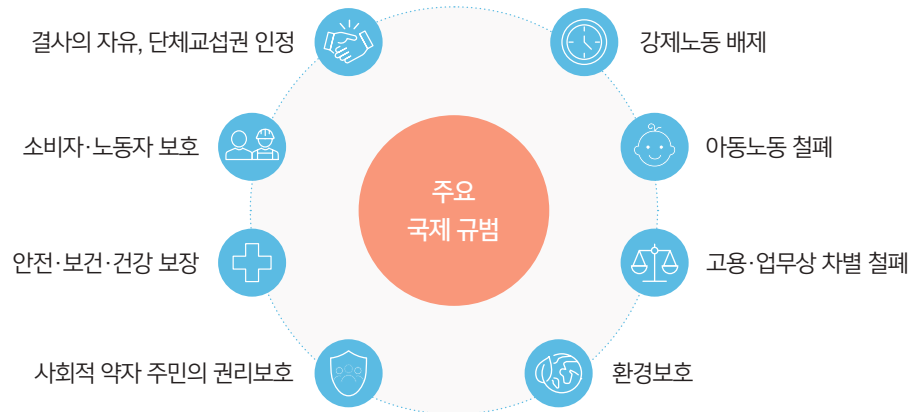 결사의 자유, 단체교섭권 인정
강제노동 배제
소비자·노동자 보호
아동노동 철폐
주요
국제 규범
안전·보건·건강 보장
고용·업무상 차별 철폐
사회적 약자 주민의 권리보호
환경보호